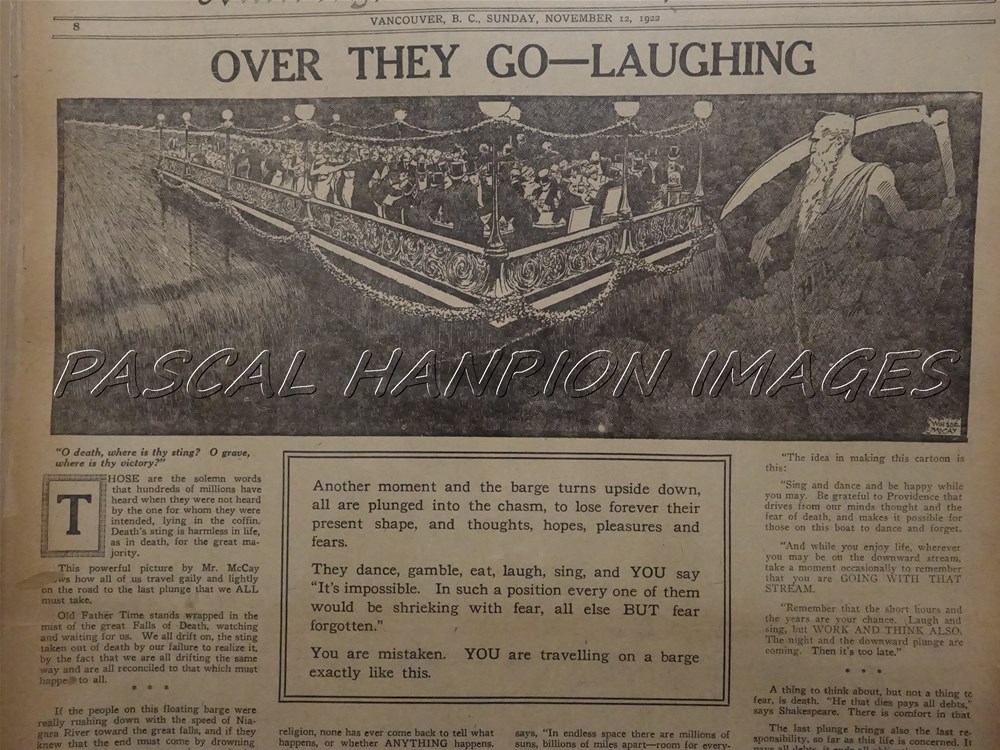 8
VANCOUVER, B. C., SUNDAY, NOVEMBER 12, 1922
OVER THEY GO—LAUGHING
WINSOR
McCAY
PASCAL HANPION IMAGES
"O death, where is thy sting? O grave,
where is thy victory?"
THOSE are the solemn words
that hundreds of millions have
heard when they were not heard
by the one for whom they were
intended, lying in the coffin.
Death's sting is harmless in life,
as in death, for the great ma-
jority.
This powerful picture by Mr. McCay
how all of us travel gaily and lightly
on the road to the last plunge that we ALL
must take.
Old Father Time stands wrapped in the
mist of the great Falls of Death, watching
and waiting for us. We all drift on, the sting
taken out of death by our failure to realize it,
by the fact that we are all drifting the same
way and are all reconciled to that which must
happen to all.
* * *
If the people on this floating barge were
really rushing down with the speed of Nia-
gara River toward the great falls, and if they
knew that the end must come by drowning
Another moment and the barge turns upside down,
all are plunged into the chasm, to lose forever their
present shape, and thoughts, hopes, pleasures and
fears.
They dance, gamble, eat, laugh, sing, and YOU say
"It's impossible. In such a position every one of them
would be shrieking with fear, all else BUT fear
forgotten."
You are mistaken. YOU are travelling on a barge
exactly like this.
religion, none has ever come back to tell what
happens, or whether ANYTHING happens.
says, "In endless space there are millions of
suns, billions of miles apart—room for every-
"The idea in making this cartoon is
this:
"Sing and dance and be happy while
you may. Be grateful to Providence that
drives from our minds thought and the
fear of death, and makes it possible for
those on this boat to dance and forget.
"And while you enjoy life, wherever
you may be on the downward stream,
take a moment occasionally to remember
that you are GOING WITH THAT
STREAM.
"Remember that the short hours and
the years are your chance. Laugh and
sing, but WORK AND THINK ALSO.
The night and the downward plunge are
coming. Then it's too late."
* * *
A thing to think about, but not a thing to
fear, is death. "He that dies pays all debts,"
says Shakespeare. There is comfort in that
The last plunge brings also the last re-
sponsibility, so far as this life is concerned. It